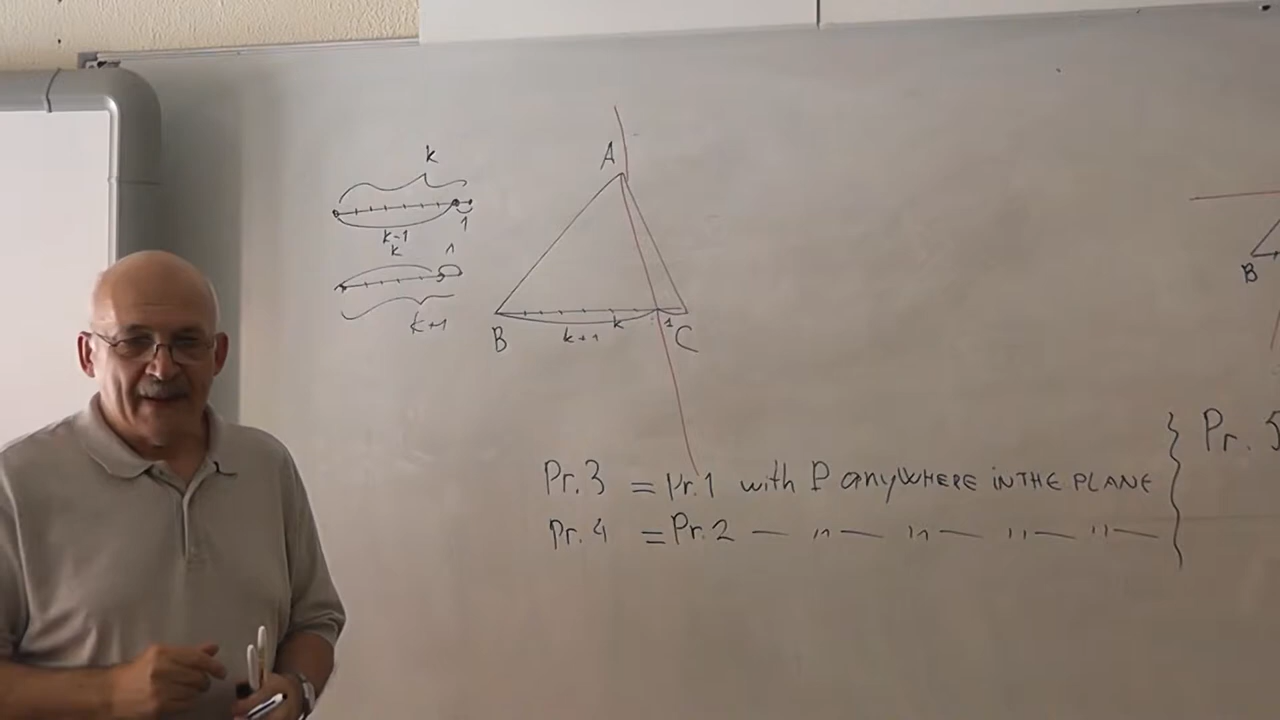 k
k-1
1
k
1
k+1
A
B
k+1
k
1
C
B
Pr.3 = Pr.1 with P anyWHERE IN THE PLANE
Pr.4 = Pr.2 — " — " — " — " —
Pr. 5